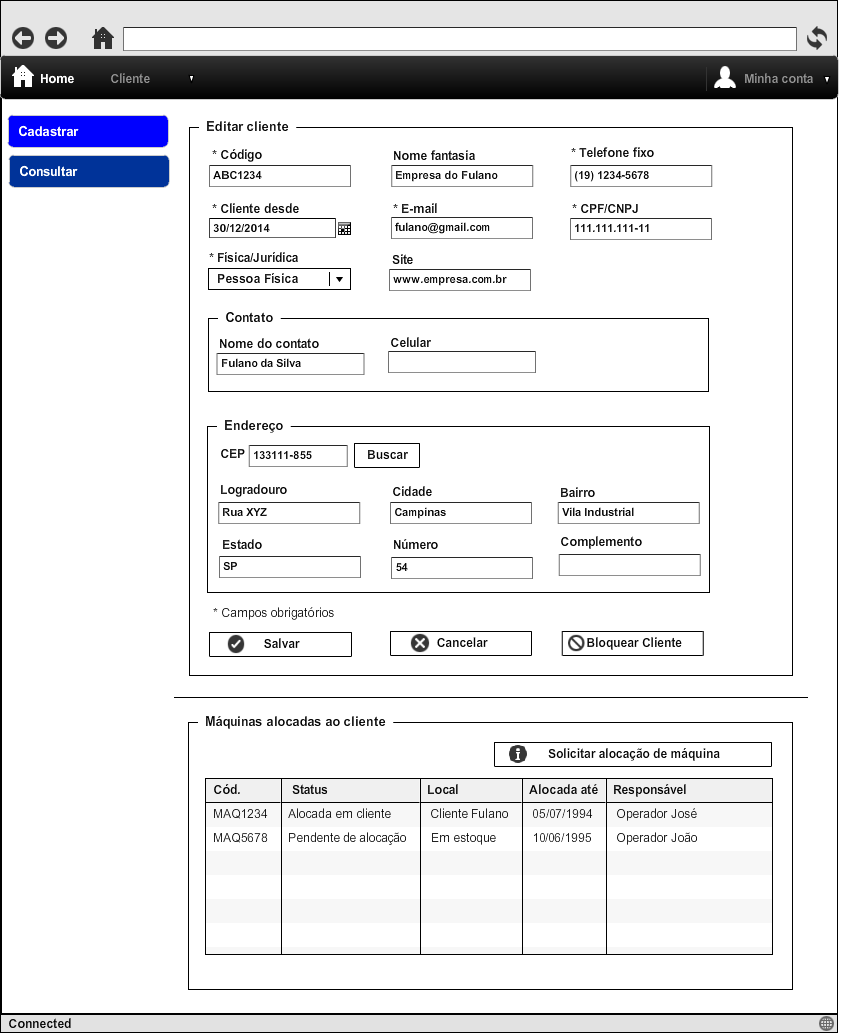 Home Cliente Minha conta
Cadastrar
Consultar
Editar cliente
* Código Nome fantasia * Telefone fixo
ABC1234 Empresa do Fulano (19) 1234-5678
* Cliente desde * E-mail * CPF/CNPJ
30/12/2014 fulano@gmail.com 111.111.111-11
* Física/Jurídica Site
Pessoa Física www.empresa.com.br
Contato
Nome do contato Celular
Fulano da Silva
Endereço
CEP 133111-855 Buscar
Logradouro Cidade Bairro
Rua XYZ Campinas Vila Industrial
Estado Número Complemento
SP 54
* Campos obrigatórios
Salvar Cancelar Bloquear Cliente
Máquinas alocadas ao cliente
Solicitar alocação de máquina
Cód. Status Local Alocada até Responsável
MAQ1234 Alocada em cliente Cliente Fulano 05/07/1994 Operador José
MAQ5678 Pendente de alocação Em estoque 10/06/1995 Operador João
Connected